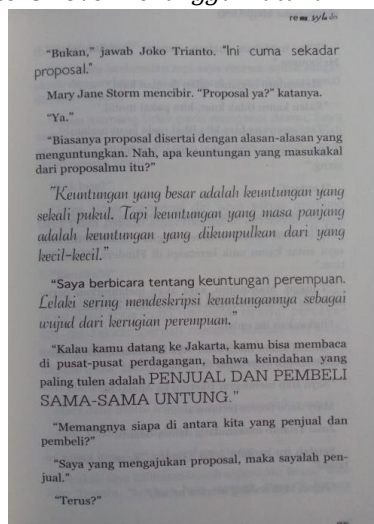 remy sylado
"Bukan," jawab Joko Trianto. "Ini cuma sekadar
proposal."
Mary Jane Storm mencibir. "Proposal ya?" katanya.
"Ya."
"Biasanya proposal disertai dengan alasan-alasan yang
menguntungkan. Nah, apa keuntungan yang masukakal
dari proposalmu itu?"
"Keuntungan yang besar adalah keuntungan yang
sekali pukul. Tapi keuntungan yang masa panjang
adalah keuntungan yang dikumpulkan dari yang
kecil-kecil."
"Saya berbicara tentang keuntungan perempuan.
Lelaki sering mendeskripsi keuntungannya sebagai
wujud dari kerugian perempuan."
"Kalau kamu datang ke Jakarta, kamu bisa membaca
di pusat-pusat perdagangan, bahwa keindahan yang
paling tulen adalah PENJUAL DAN PEMBELI
SAMA-SAMA UNTUNG."
"Memangnya siapa di antara kita yang penjual dan
pembeli?"
"Saya yang mengajukan proposal, maka sayalah pen-
jual."
"Terus?"